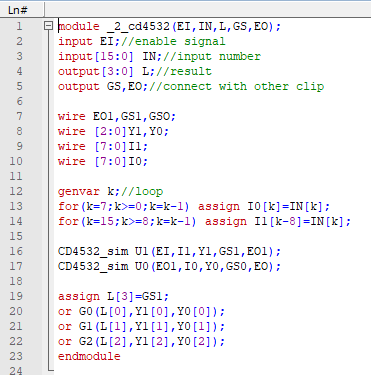 Ln#
1 module _2_cd4532(EI,IN,L,GS,EO);
2 input EI;//enable signal
3 input[15:0] IN;//input number
4 output[3:0] L;//result
5 output GS,EO;//connect with other clip
6
7 wire EO1,GS1,GS0;
8 wire [2:0]Y1,Y0;
9 wire [7:0]I1;
10 wire [7:0]I0;
11
12 genvar k;//loop
13 for(k=7;k>=0;k=k-1) assign I0[k]=IN[k];
14 for(k=15;k>=8;k=k-1) assign I1[k-8]=IN[k];
15
16 CD4532_sim U1(EI,I1,Y1,GS1,EO1);
17 CD4532_sim U0(EO1,I0,Y0,GS0,EO);
18
19 assign L[3]=GS1;
20 or G0(L[0],Y1[0],Y0[0]);
21 or G1(L[1],Y1[1],Y0[1]);
22 or G2(L[2],Y1[2],Y0[2]);
23 endmodule
24